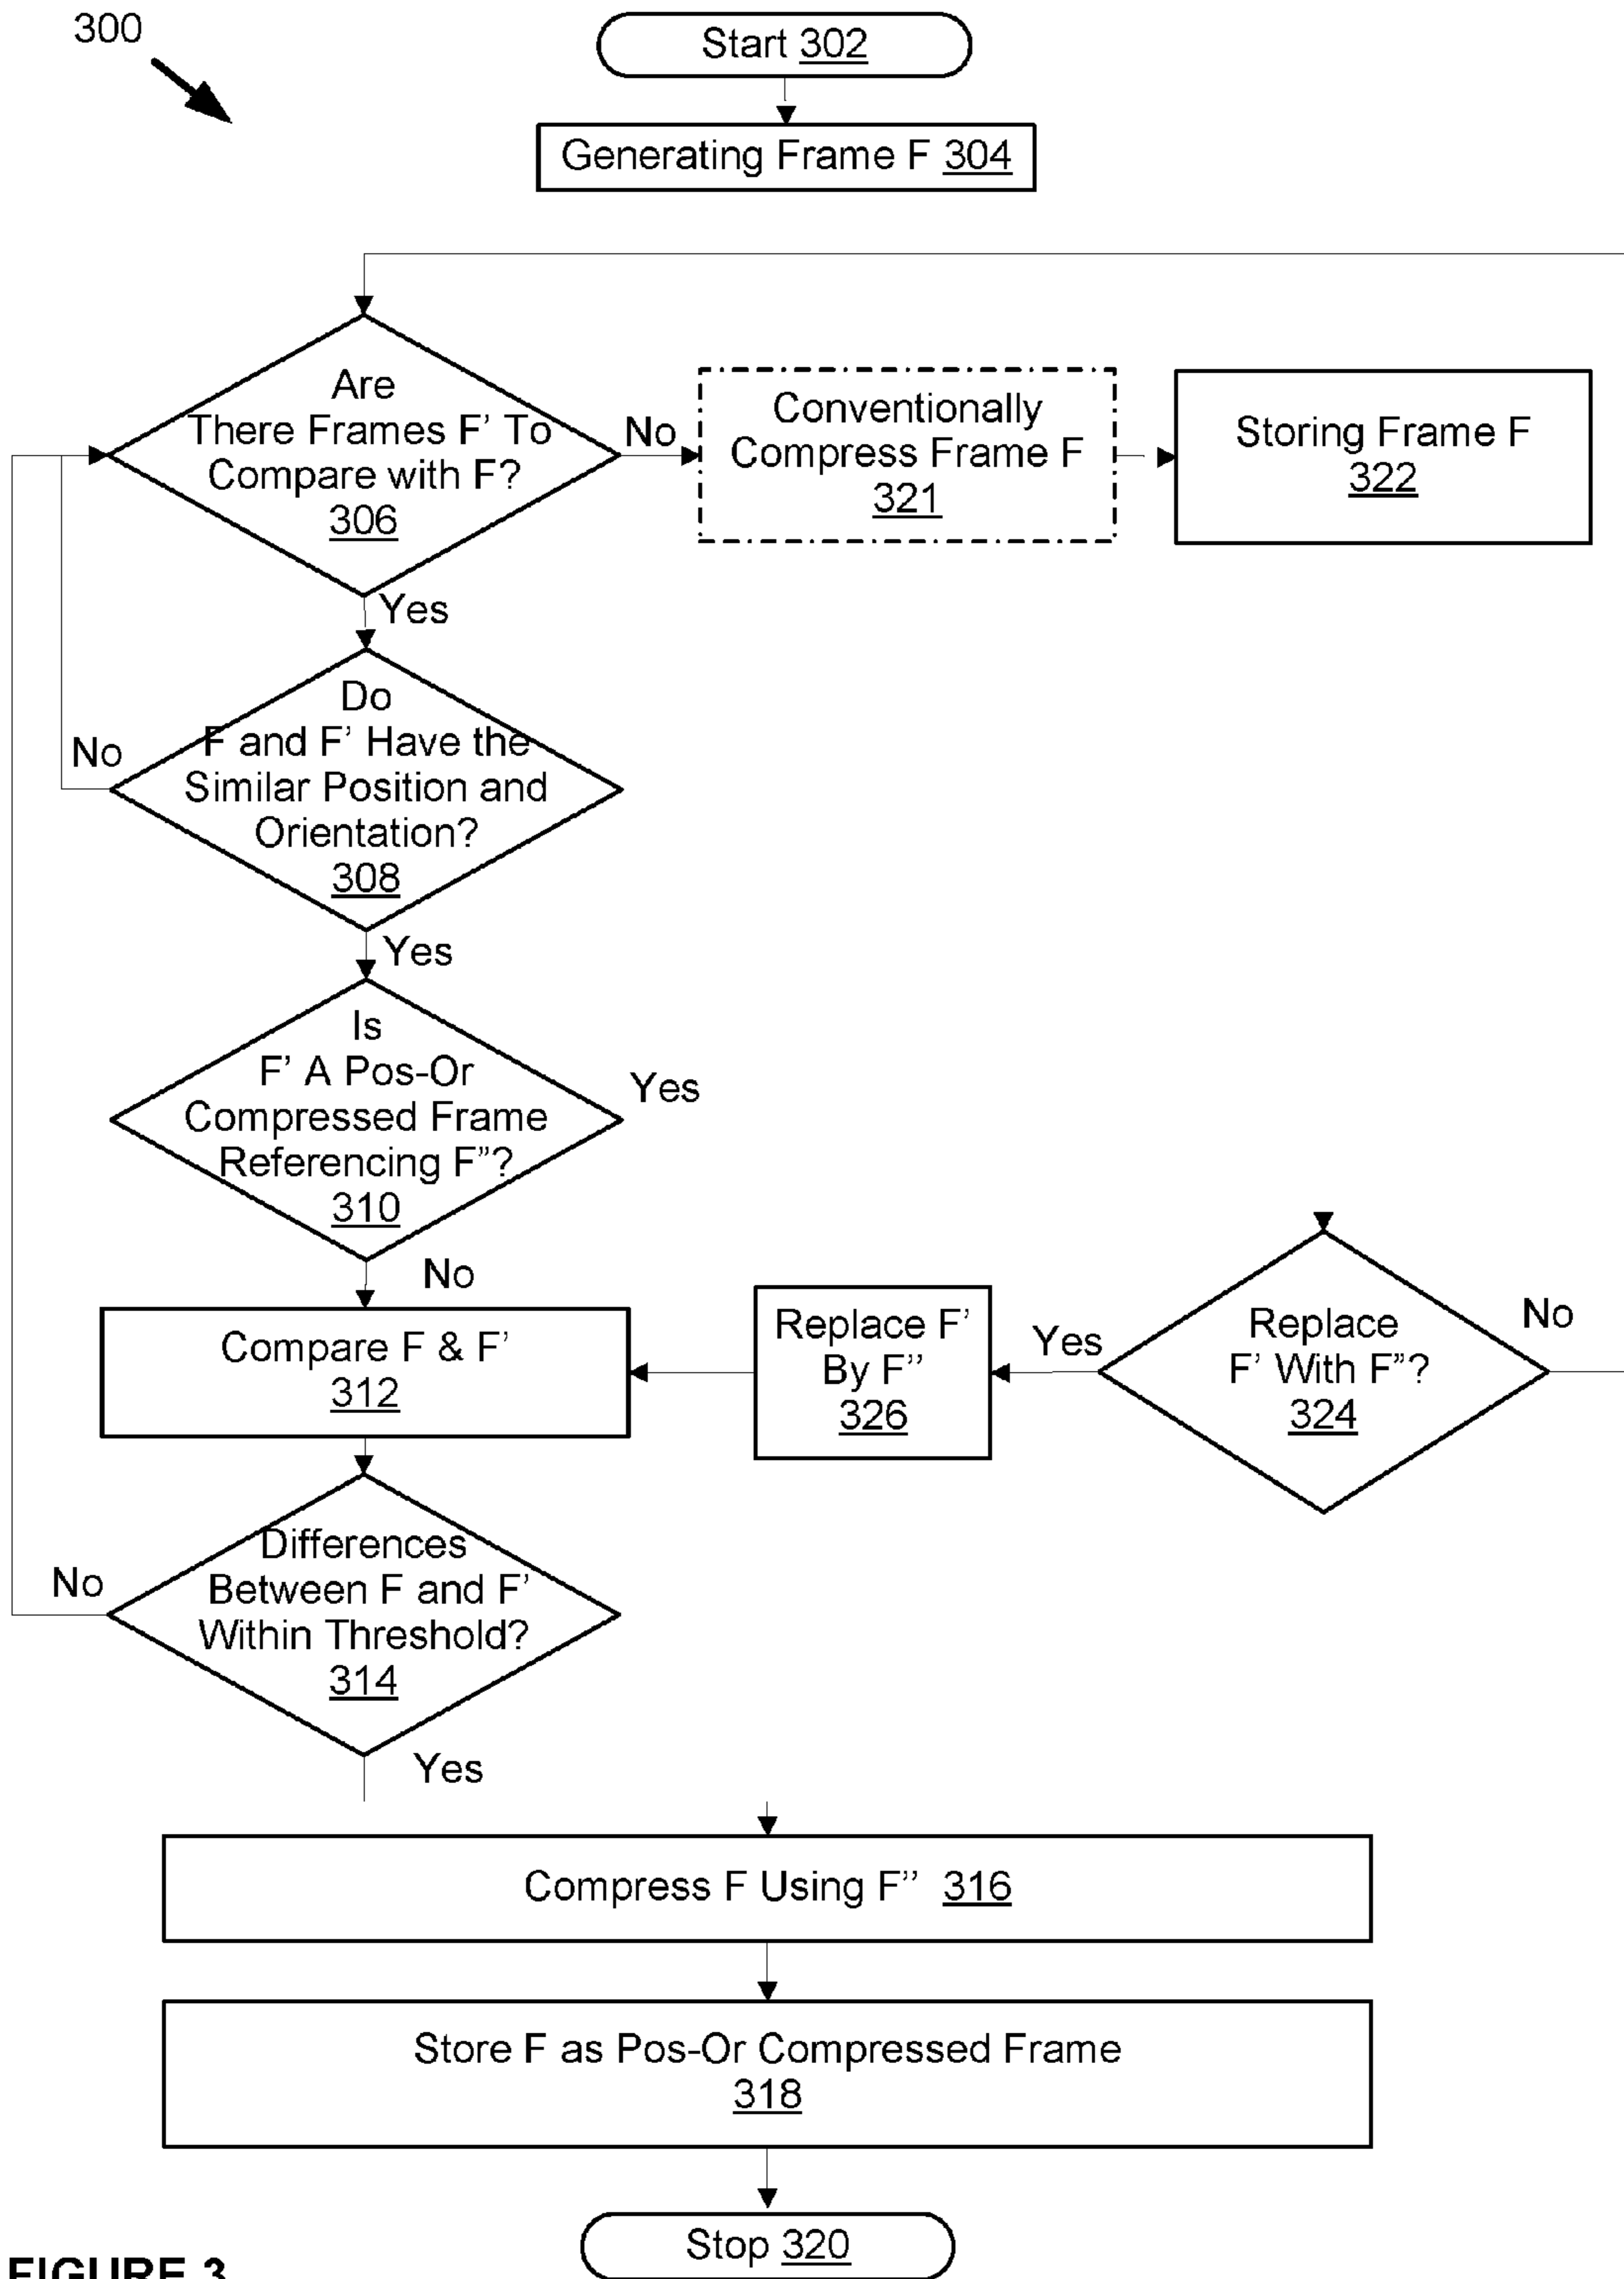 300
Start 302
Generating Frame F 304
Are
There Frames F' To
Compare with F?
306
No
Conventionally
Compress Frame F
321
Storing Frame F
322
Yes
Do
F and F' Have the
Similar Position and
Orientation?
308
No
Yes
Is
F' A Pos-Or
Compressed Frame
Referencing F”?
310
Yes
No
Compare F & F'
312
Replace F'
By F’’
326
Yes
Replace
F' With F”?
324
No
Differences
Between F and F'
Within Threshold?
314
No
Yes
Compress F Using F’’ 316
Store F as Pos-Or Compressed Frame
318
Stop 320
FIGURE 3